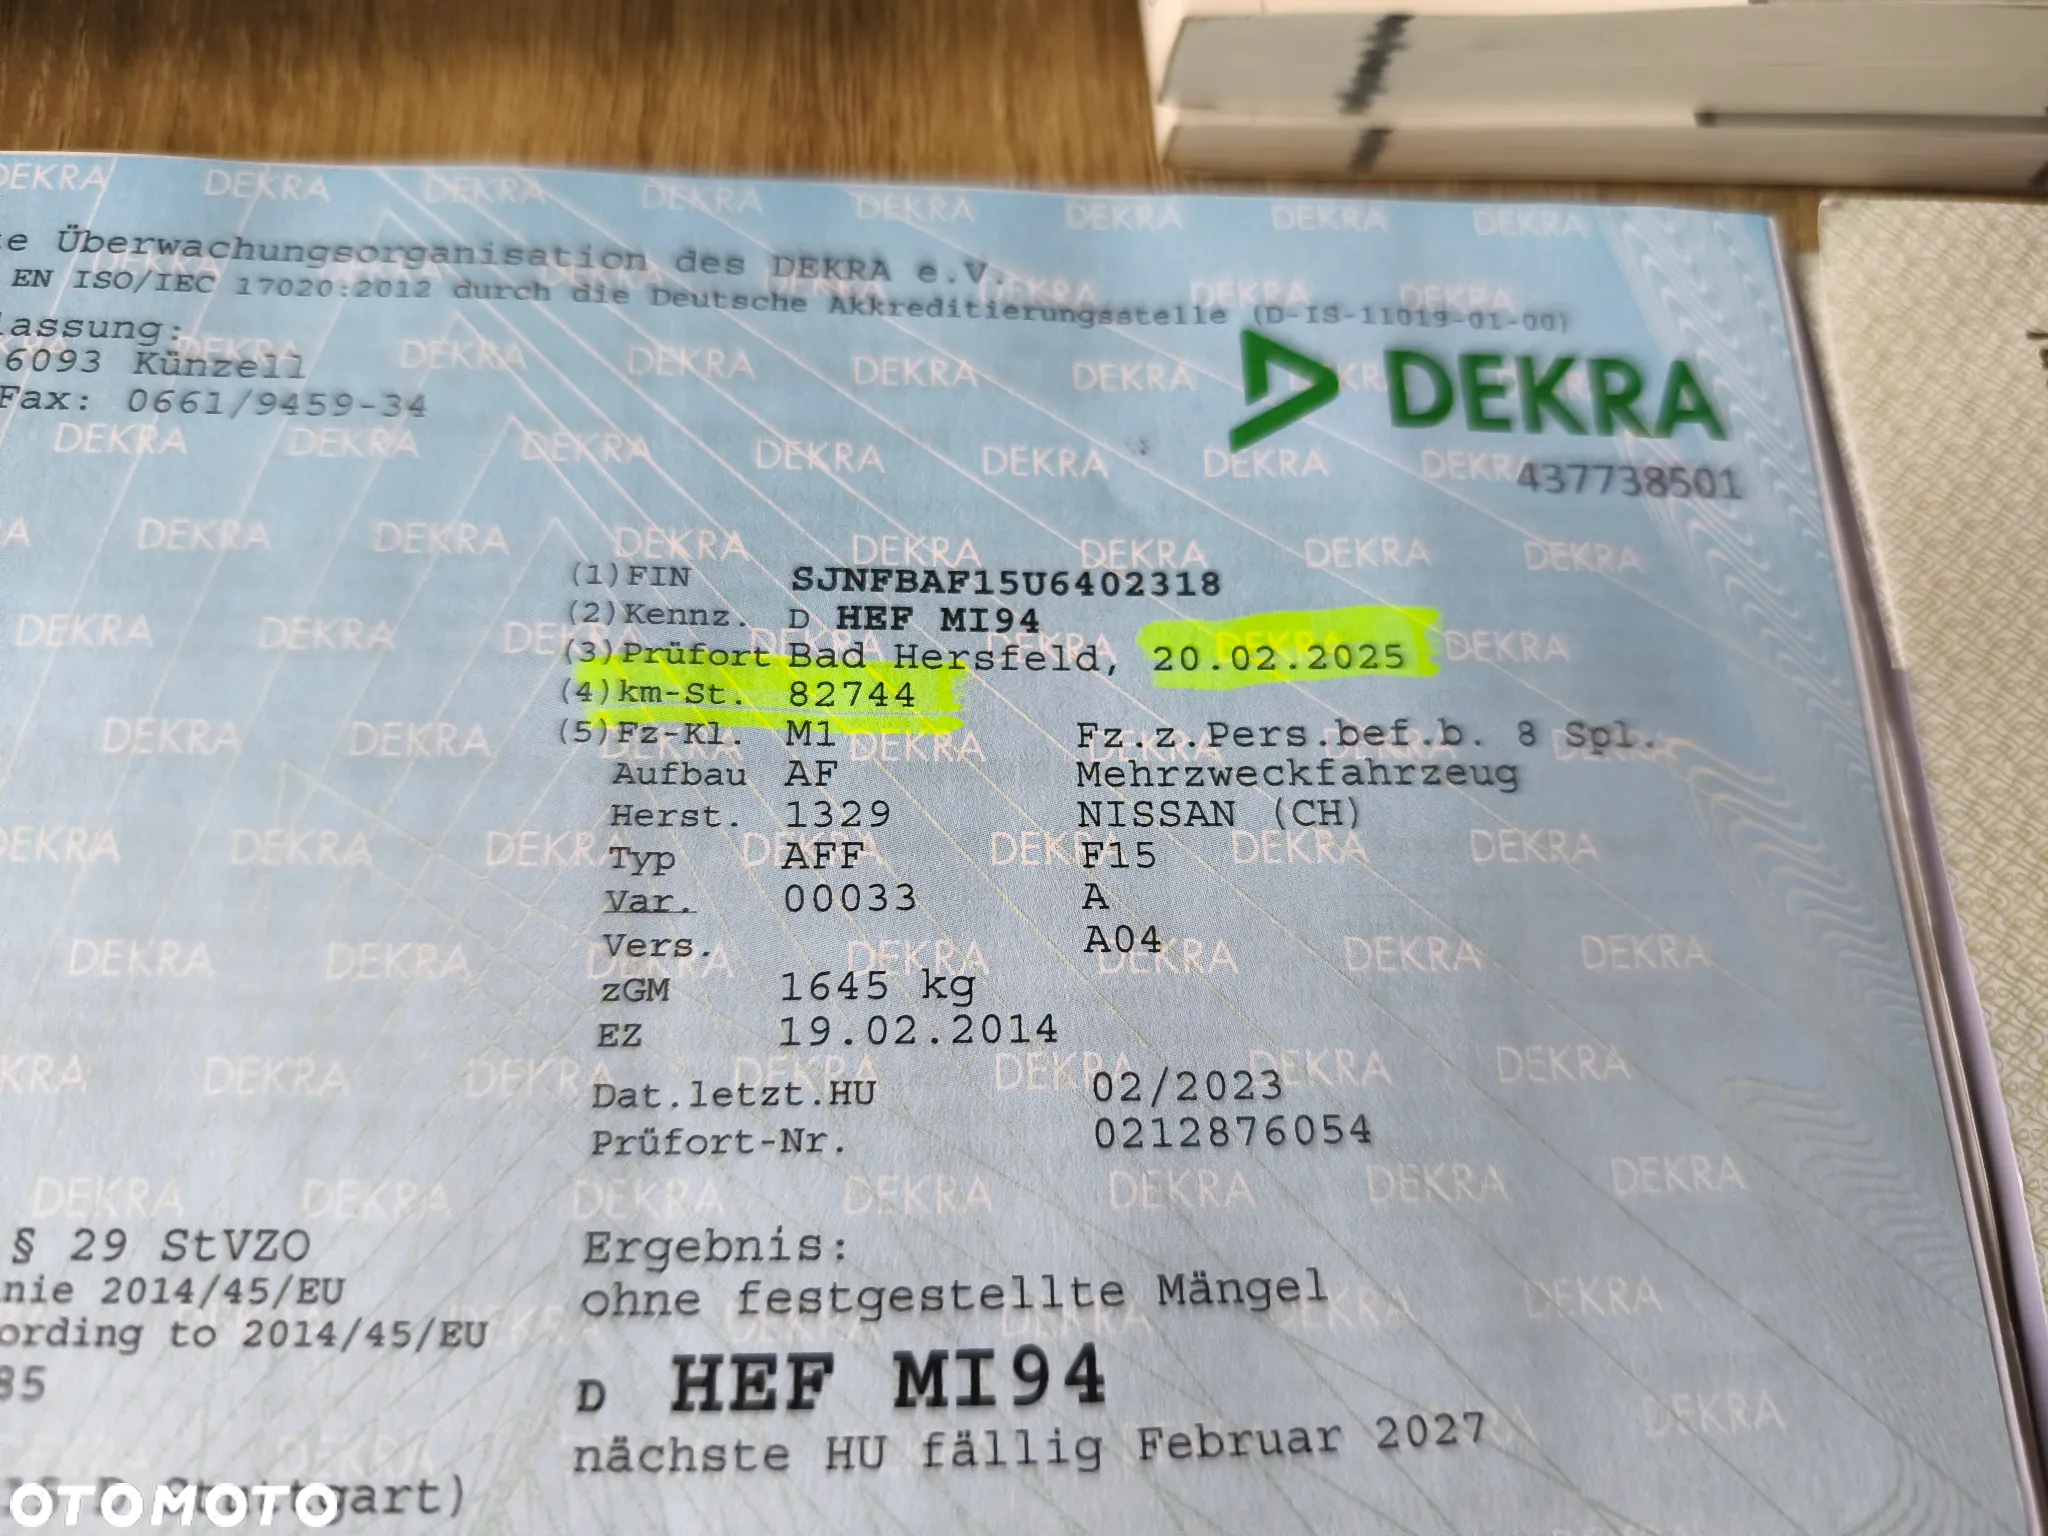 e Überwachungsorganisation des DEKRA e.V.
EN ISO/IEC 17020:2012 durch die Deutsche Akkreditierungsstelle (D-IS-11019-01-00)
lassung:
6093 Künzell
Fax: 0661/9459-34
DEKRA
437738501
(1)FIN SJNFBAF15U6402318
(2)Kennz. D HEF MI94
(3)Prüfort Bad Hersfeld, 20.02.2025
(4)km-St. 82744
(5)Fz-Kl. M1 Fz.z.Pers.bef.b. 8 Spl.
Aufbau AF Mehrzweckfahrzeug
Herst. 1329 NISSAN (CH)
Typ AFF F15
Var. 00033 A
Vers. A04
zGM 1645 kg
EZ 19.02.2014
Dat.letzt.HU 02/2023
Prüfort-Nr. 0212876054
§ 29 StVZO
nie 2014/45/EU
ording to 2014/45/EU
85
Ergebnis:
ohne festgestellte Mängel
D HEF MI94
nächste HU fällig Februar 2027
Stuttgart)
OTOMOTO